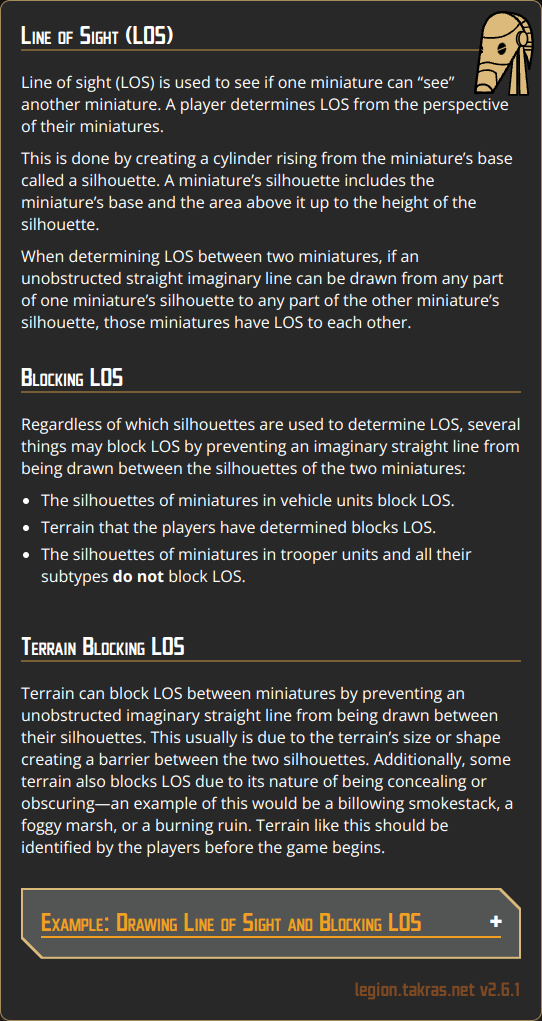 Line of Sight (LOS)
Line of sight (LOS) is used to see if one miniature can “see”
another miniature. A player determines LOS from the perspective
of their miniatures.
This is done by creating a cylinder rising from the miniature’s base
called a silhouette. A miniature’s silhouette includes the
miniature’s base and the area above it up to the height of the
silhouette.
When determining LOS between two miniatures, if an
unobstructed straight imaginary line can be drawn from any part
of one miniature’s silhouette to any part of the other miniature’s
silhouette, those miniatures have LOS to each other.
Blocking LOS
Regardless of which silhouettes are used to determine LOS, several
things may block LOS by preventing an imaginary straight line from
being drawn between the silhouettes of the two miniatures:
• The silhouettes of miniatures in vehicle units block LOS.
• Terrain that the players have determined blocks LOS.
• The silhouettes of miniatures in trooper units and all their
subtypes do not block LOS.
Terrain Blocking LOS
Terrain can block LOS between miniatures by preventing an
unobstructed imaginary straight line from being drawn between
their silhouettes. This usually is due to the terrain’s size or shape
creating a barrier between the two silhouettes. Additionally, some
terrain also blocks LOS due to its nature of being concealing or
obscuring—an example of this would be a billowing smokestack, a
foggy marsh, or a burning ruin. Terrain like this should be
identified by the players before the game begins.
Example: Drawing Line of Sight and Blocking LOS +
legion.takras.net v2.6.1